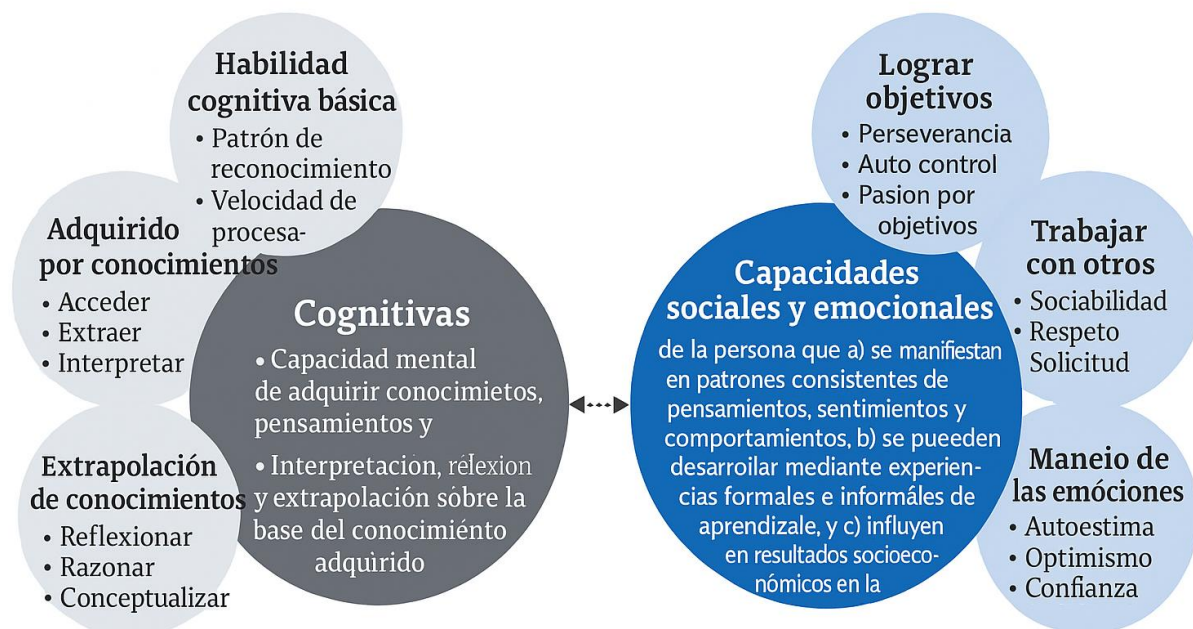 Habilidad
cognitiva básica
• Patrón de
reconocimiento
• Velocidad de
procesa-
Adquirido
por conocimientos
• Acceder
• Extraer
• Interpretar
Extrapolación
de conocimientos
• Reflexionar
• Razonar
• Conceptualizar
Cognitivas
• Capacidad mental
de adquirir conocimietos,
pensamientos y
• Interpretación, rélexion
y extrapolación sóbre la
base del conocimiénto
adquirido
Capacidades
sociales y emocionales
de la persona que a) se manifiestan
en patrones consistentes de
pensamientos, sentimientos y
comportamientos, b) se pueeden
desarroilar mediante experien-
cias formales e informáles de
aprendizale, y c) influyen
en resultados socioeco-
nómicos en la
Lograr
objetivos
• Perseverancia
• Auto control
• Pasion por
objetivos
Trabajar
con otros
• Sociabilidad
• Respeto
Solicitud
Maneio de
las emóciones
• Autoestima
• Optimismo
• Confianza